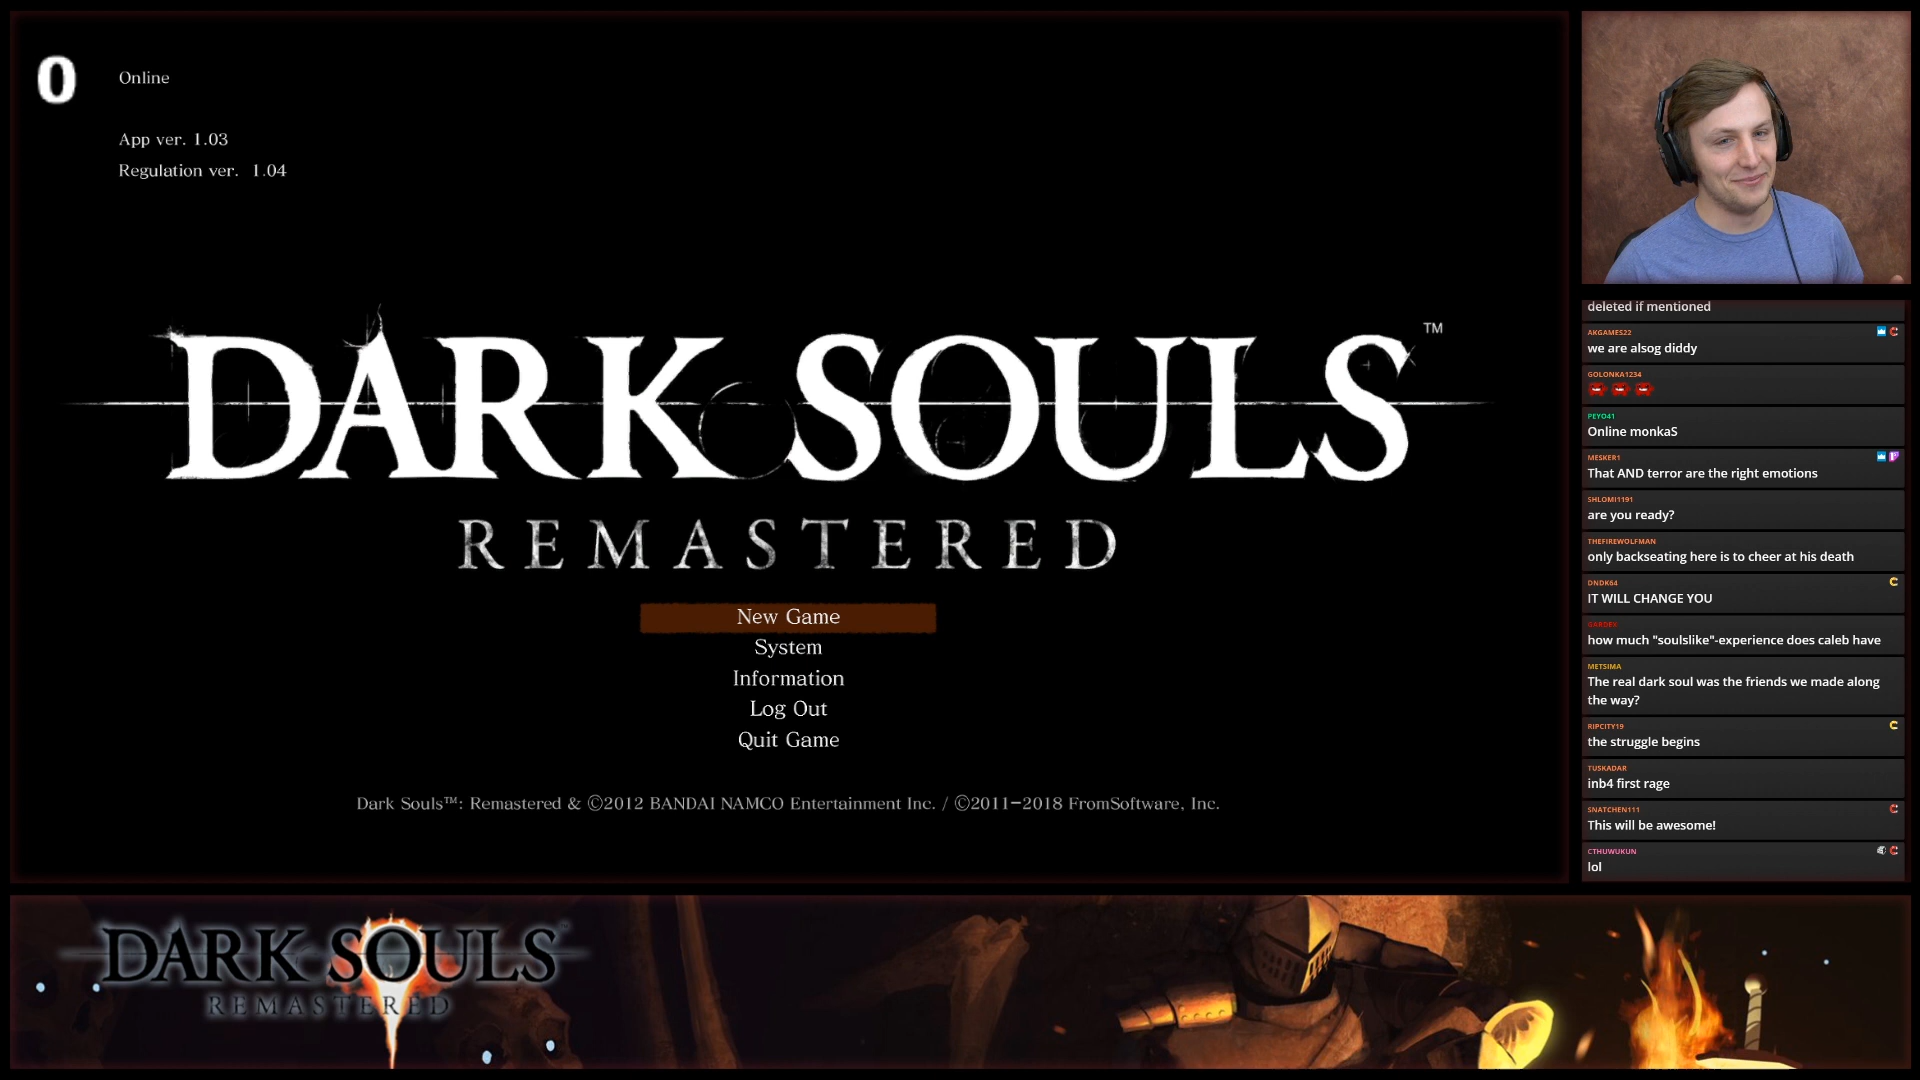 0
Online
App ver. 1.03
Regulation ver. 1.04
DARK SOULS™
REMASTERED
New Game
System
Information
Log Out
Quit Game
Dark Souls™: Remastered & ©2012 BANDAI NAMCO Entertainment Inc. / ©2011-2018 FromSoftware, Inc.
deleted if mentioned
AKGAMES22
we are alsog diddy
GOLONKA1234
PEYO41
Online monkaS
MESKER1
That AND terror are the right emotions
SHLOMI1191
are you ready?
THEFIREWOLFMAN
only backseating here is to cheer at his death
DNDK64
IT WILL CHANGE YOU
GARDEY
how much "soulslike"-experience does caleb have
METSIMA
The real dark soul was the friends we made along
the way?
RIPCITY19
the struggle begins
TUSKADAR
inb4 first rage
SNATCHEN111
This will be awesome!
CTHUWUKUN
lol
DARK SOULS™
REMASTERED